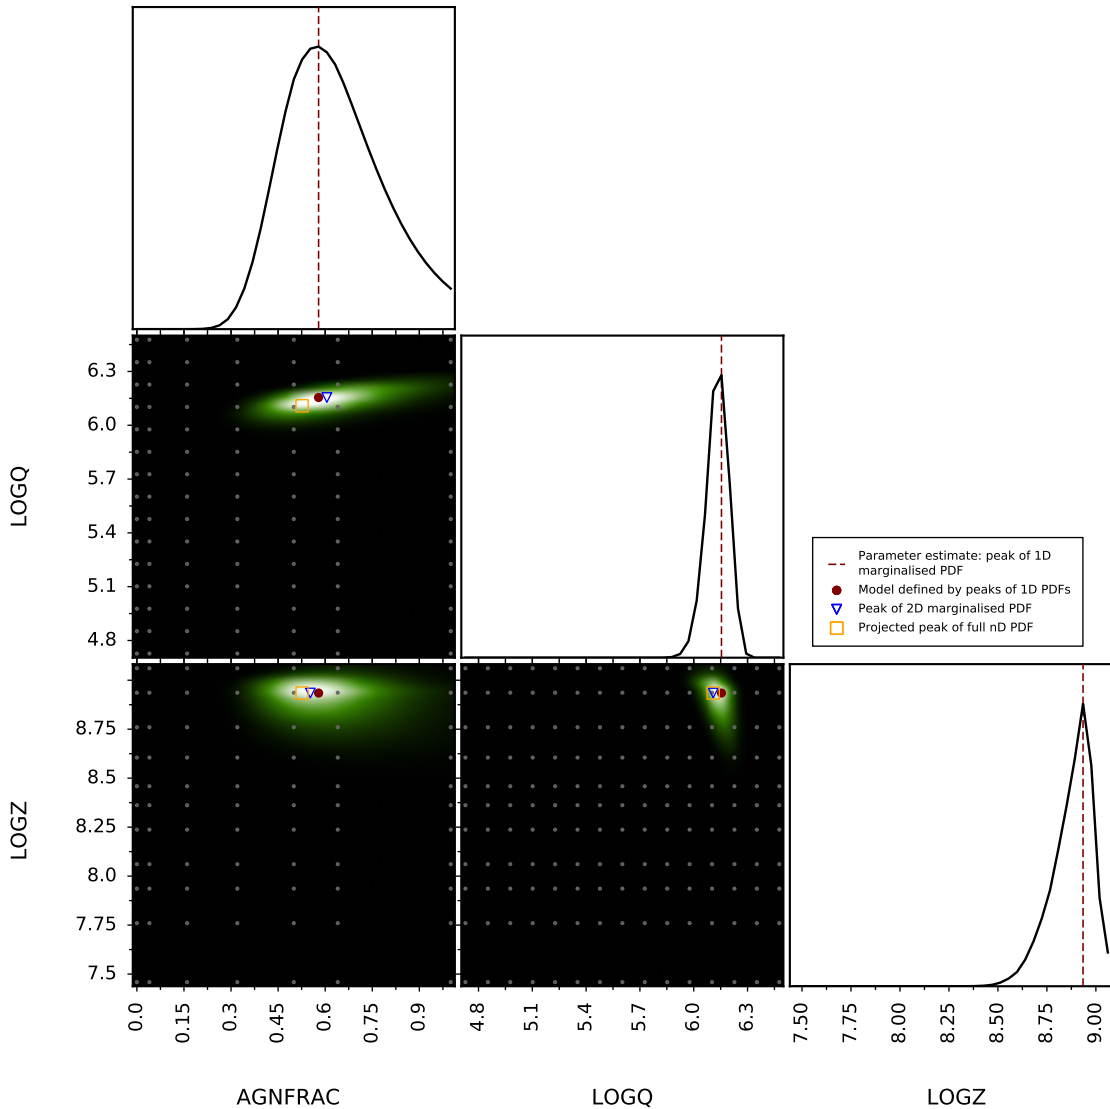 6.3
6.0
5.7
5.4
5.1
4.8
LOGQ
Parameter estimate: peak of 1D
marginalised PDF
Model defined by peaks of 1D PDFs
Peak of 2D marginalised PDF
Projected peak of full nD PDF
8.75
8.5
8.25
8.0
7.75
7.5
LOGZ
0.0 0.15 0.3 0.45 0.6 0.75 0.9
4.8 5.1 5.4 5.7 6.0 6.3
7.50 7.75 8.00 8.25 8.50 8.75 9.00
AGNFRAC LOGQ LOGZ